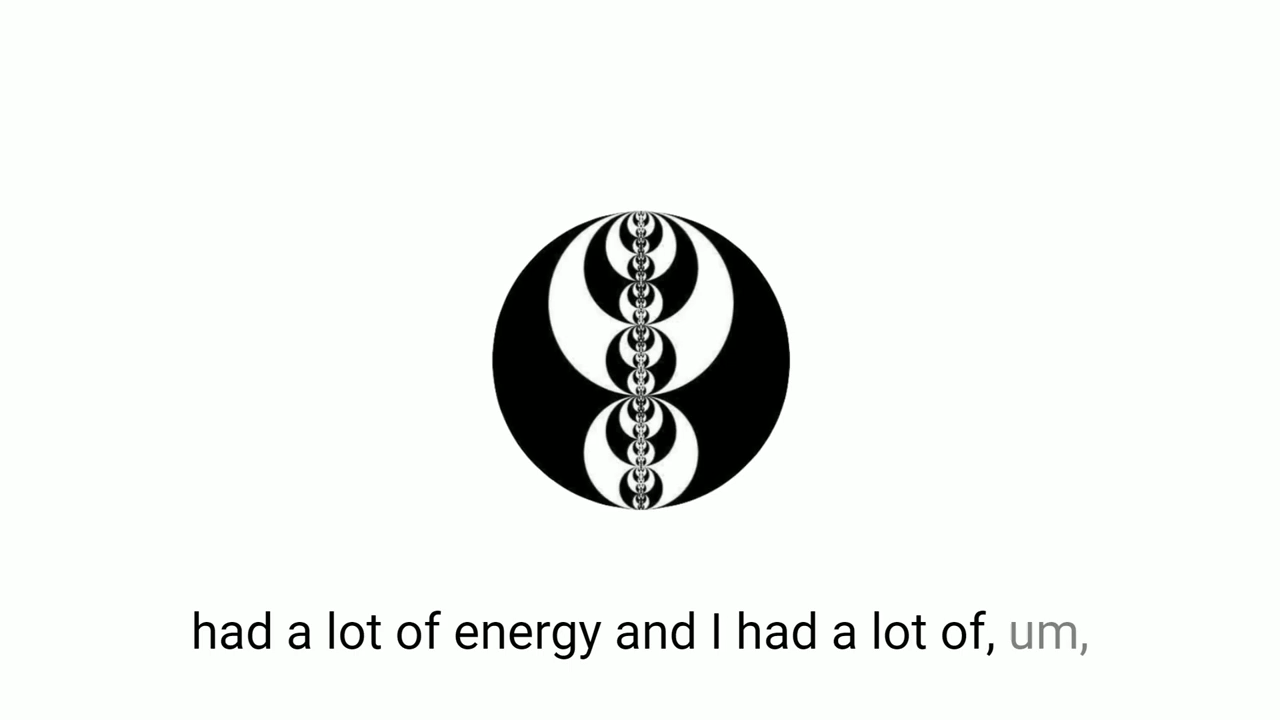 had a lot of energy and I had a lot of, um,